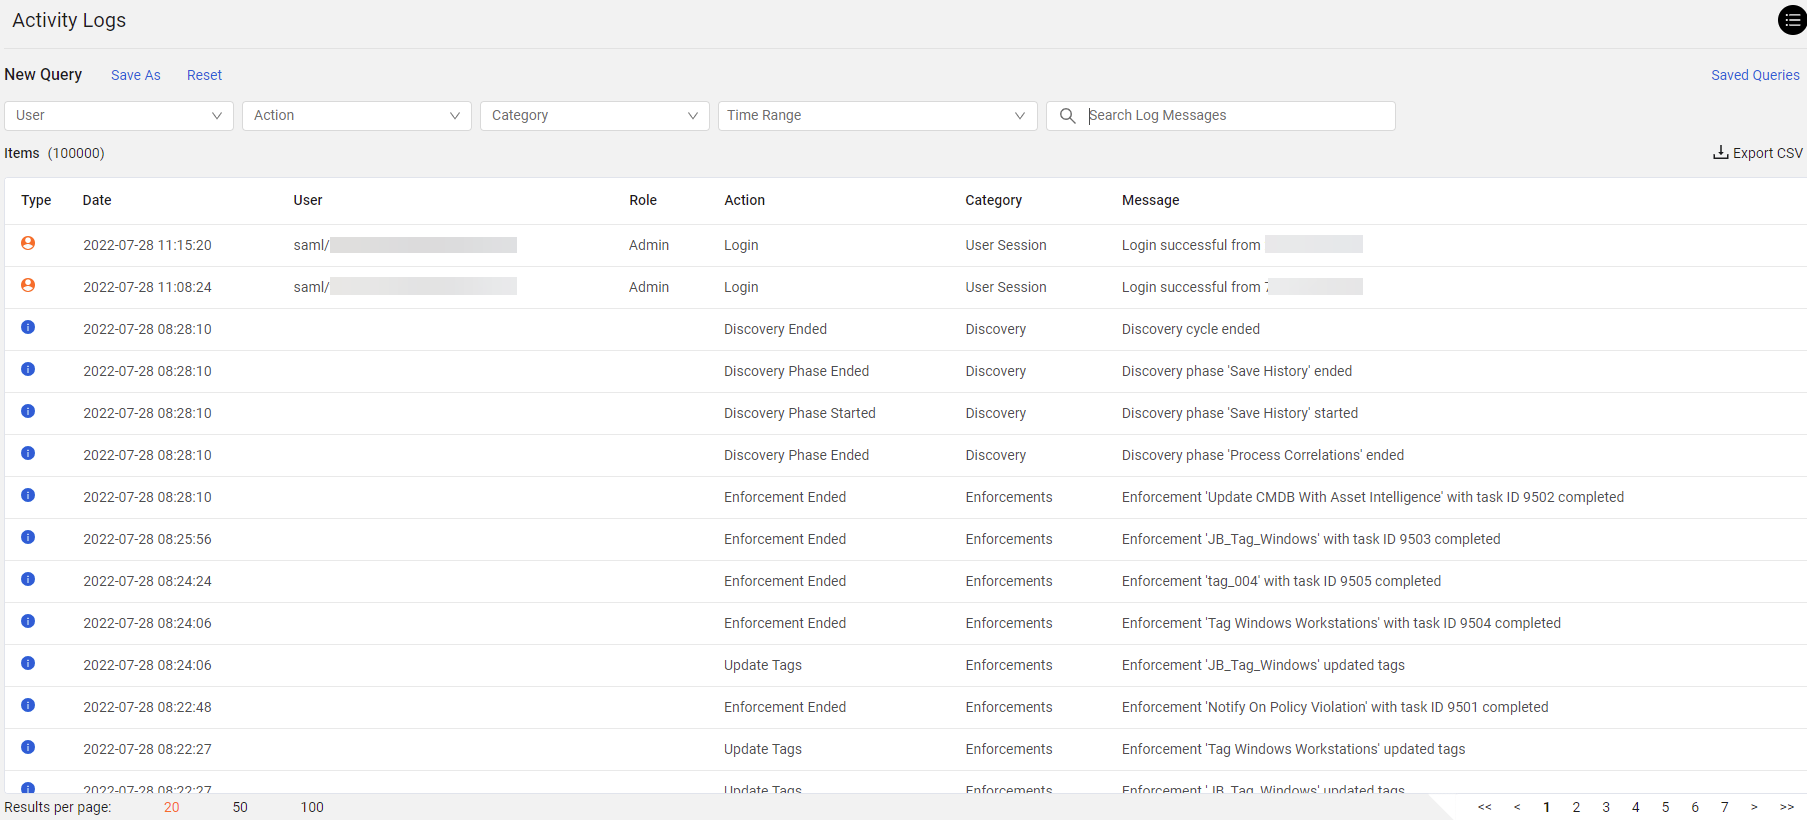 Activity Logs
New Query Save As Reset Saved Queries
User Action Category Time Range Search Log Messages
Items (100000) Export CSV
Type Date User Role Action Category Message
2022-07-28 11:15:20 saml/ Admin Login User Session Login successful from
2022-07-28 11:08:24 saml/ Admin Login User Session Login successful from
2022-07-28 08:28:10 Discovery Ended Discovery Discovery cycle ended
2022-07-28 08:28:10 Discovery Phase Ended Discovery Discovery phase 'Save History' ended
2022-07-28 08:28:10 Discovery Phase Started Discovery Discovery phase 'Save History' started
2022-07-28 08:28:10 Discovery Phase Ended Discovery Discovery phase 'Process Correlations' ended
2022-07-28 08:28:10 Enforcement Ended Enforcements Enforcement 'Update CMDB With Asset Intelligence' with task ID 9502 completed
2022-07-28 08:25:56 Enforcement Ended Enforcements Enforcement 'JB_Tag_Windows' with task ID 9503 completed
2022-07-28 08:24:24 Enforcement Ended Enforcements Enforcement 'tag_004' with task ID 9505 completed
2022-07-28 08:24:06 Enforcement Ended Enforcements Enforcement 'Tag Windows Workstations' with task ID 9504 completed
2022-07-28 08:24:06 Update Tags Enforcements Enforcement 'JB_Tag_Windows' updated tags
2022-07-28 08:22:48 Enforcement Ended Enforcements Enforcement 'Notify On Policy Violation' with task ID 9501 completed
2022-07-28 08:22:27 Update Tags Enforcements Enforcement 'Tag Windows Workstations' updated tags
2022-07-28 08:22:27 Update Tags Enforcements Enforcement 'JB_Tag_Windows' updated tags
Results per page: 20 50 100 << < 1 2 3 4 5 6 7 > >>